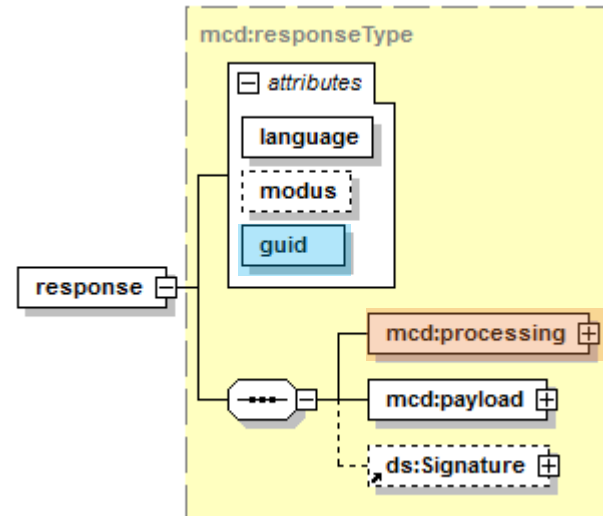 mcd:responseType
attributes
language
modus
guid
response
mcd:processing
mcd:payload
ds:Signature